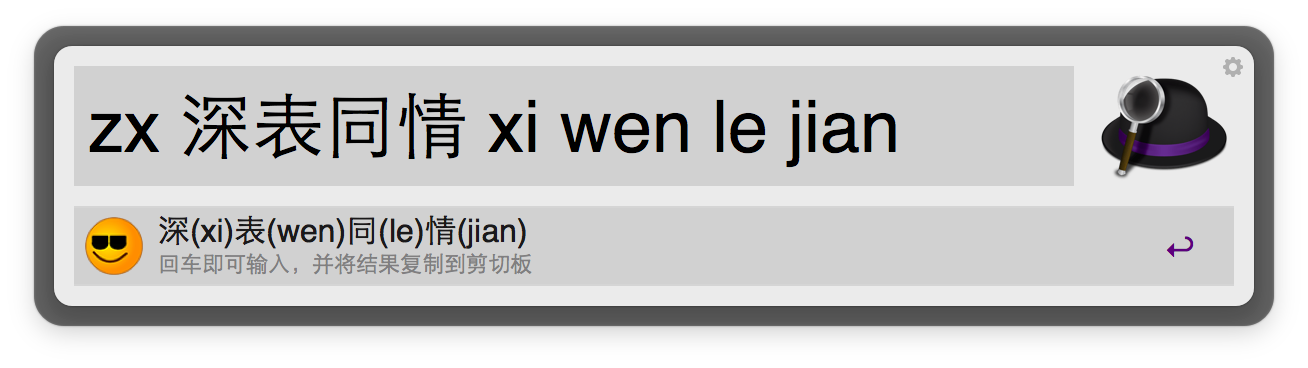 zx 深表同情 xi wen le jian
深(xi)表(wen)同(le)情(jian)
回车即可输入，并将结果复制到剪切板